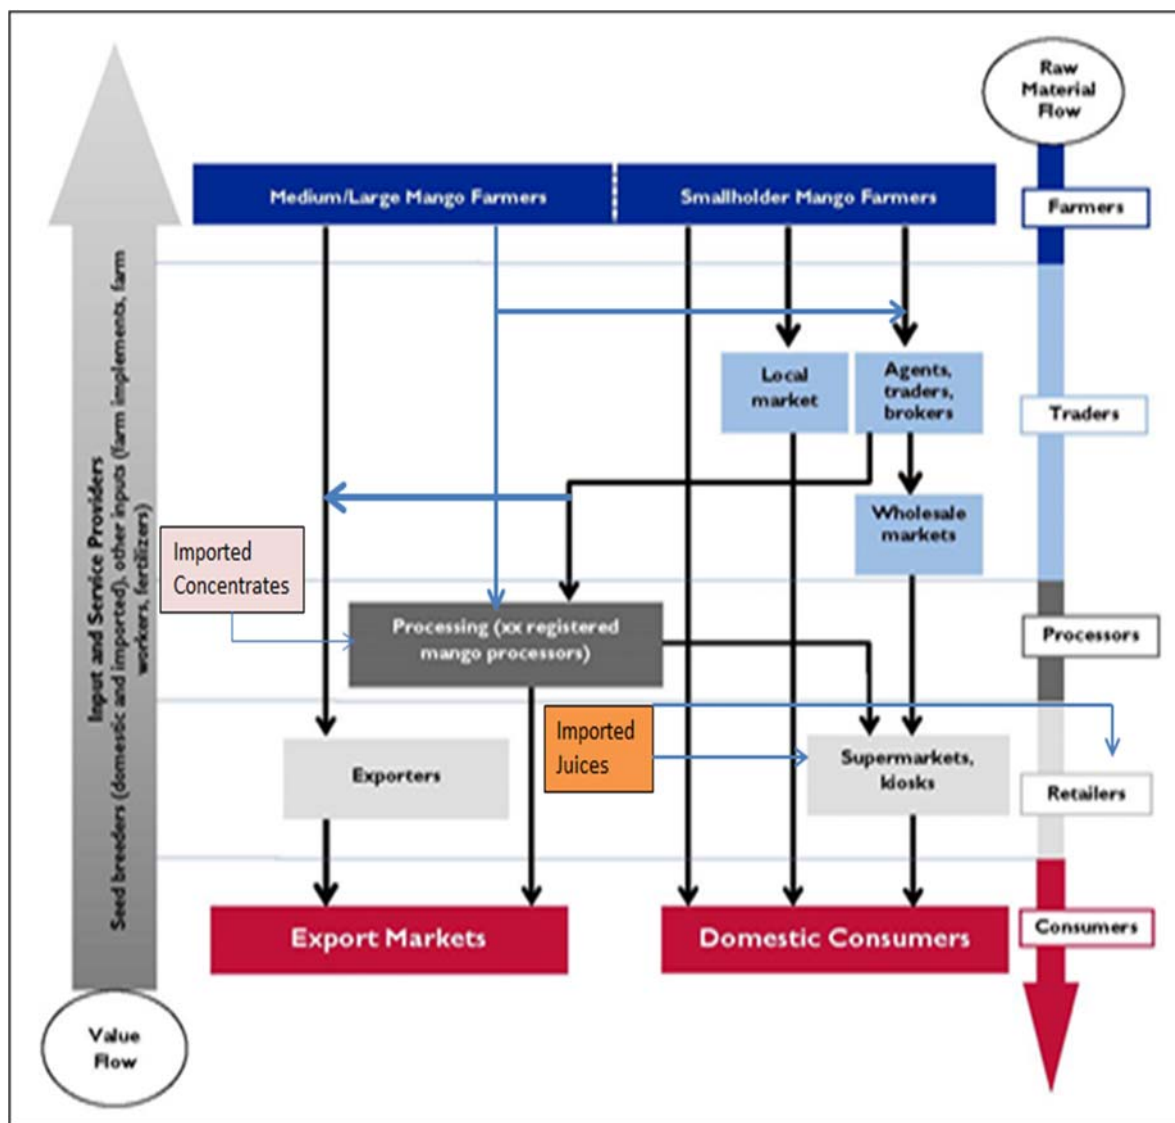 Raw
Material
Flow
Medium/Large Mango Farmers
Smallholder Mango Farmers
Farmers
Input and Service Providers
Seed breeders (domestic and imported), other inputs (farm implements, farm
workers, fertilizers)
Local
market
Agents,
traders,
brokers
Traders
Wholesale
markets
Imported
Concentrates
Processing (xx registered
mango processors)
Processors
Imported
Juices
Exporters
Supermarkets,
kiosks
Retailers
Export Markets
Domestic Consumers
Consumers
Value
Flow